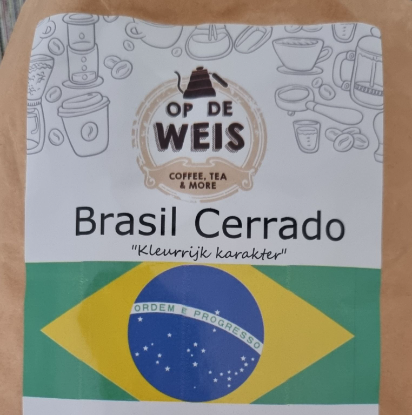 OP DE
WEIS
COFFEE, TEA
& MORE
Brasil Cerrado
"Kleurrijk karakter"
ORDEM E PROGRESSO